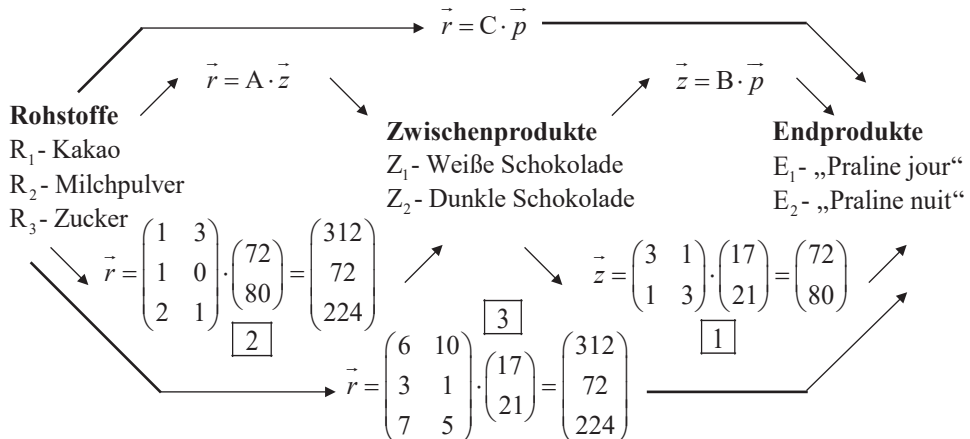 r⃗ = C · p⃗
r⃗ = A · z⃗
z⃗ = B · p⃗
Rohstoffe
R₁ - Kakao
R₂ - Milchpulver
R₃ - Zucker
Zwischenprodukte
Z₁ - Weiße Schokolade
Z₂ - Dunkle Schokolade
Endprodukte
E₁ - „Praline jour“
E₂ - „Praline nuit“
r⃗ = (1 3; 1 0; 2 1) · (72; 80) = (312; 72; 224)
2
z⃗ = (3 1; 1 3) · (17; 21) = (72; 80)
1
3
r⃗ = (6 10; 3 1; 7 5) · (17; 21) = (312; 72; 224)